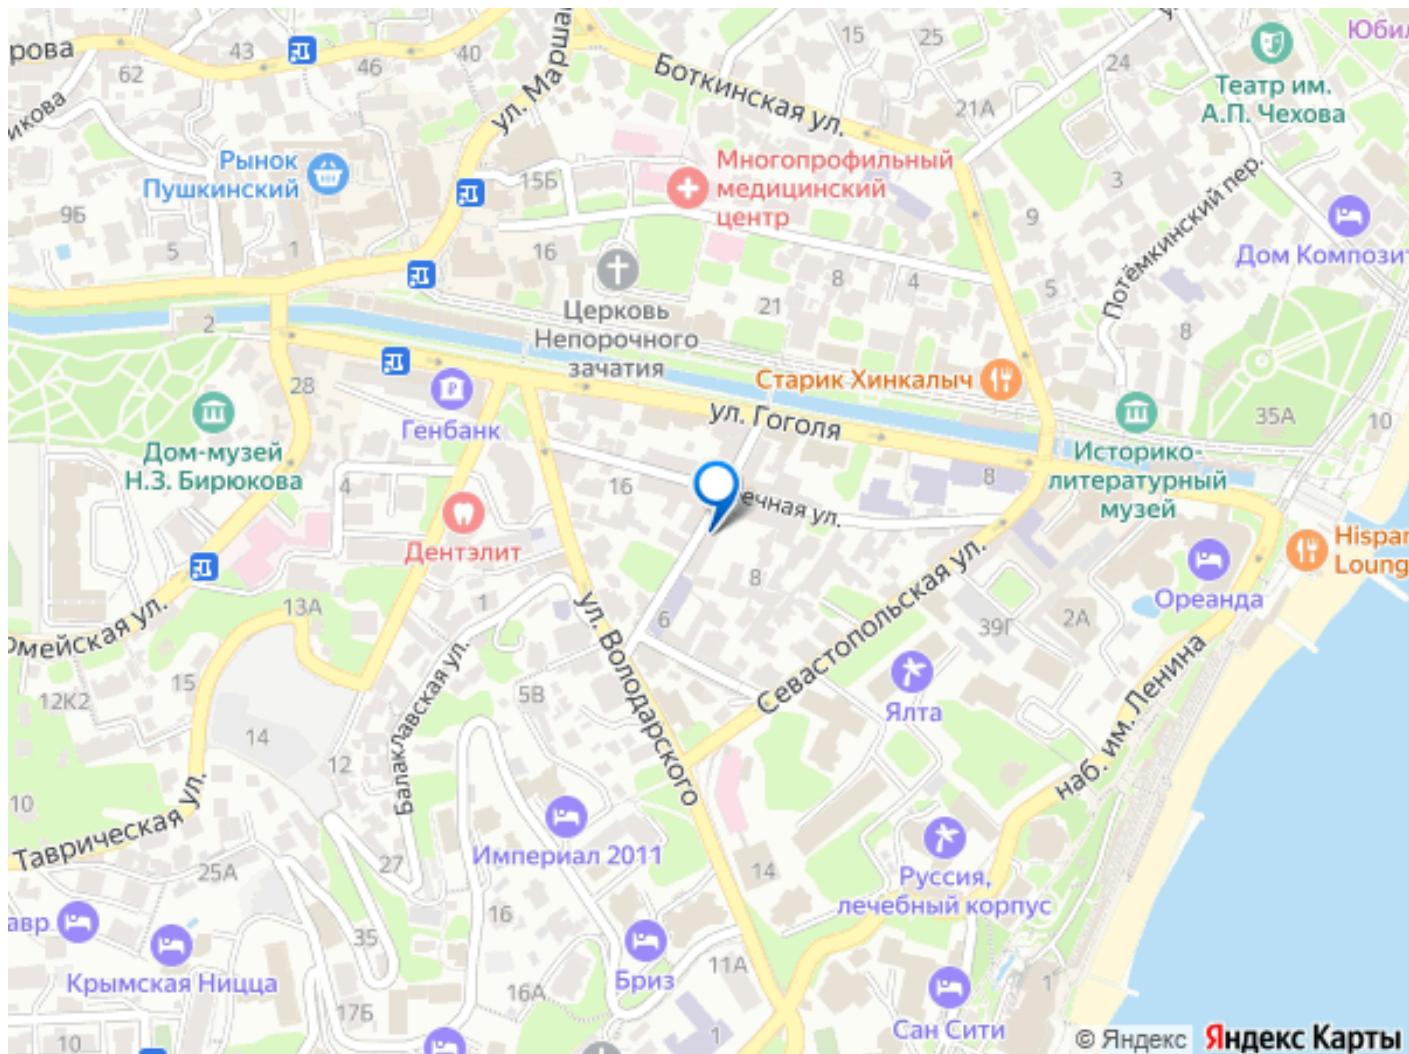 43
40
15
25
Юбил
62
46
ул. Марша
Боткинская ул.
24
Театр им.
А.П. Чехова
21А
Рынок
Пушкинский
15Б
Многопрофильный
медицинский
центр
3
Потёмкинский пер.
9Б
5
1
16
9
Дом Композит
8
4
5
21
8
Церковь
Непорочного
зачатия
2
28
Старик Хинкалыч
ул. Гоголя
35А
10
Генбанк
Дом-музей
Н.З. Бирюкова
4
16
8
Историко-
литературный
музей
ечная ул.
Дентэлит
Hispar
Loung
8
Ореанда
13А
1
6
39Г
2А
омейская ул.
ул. Володарского
Севастопольская ул.
наб. им. Ленина
12К2
15
5В
Ялта
14
12
Балаклавская ул.
10
Таврическая ул.
Империал 2011
25А
27
14
Руссия,
лечебный корпус
авр
16
35
Крымская Ницца
Бриз
11А
17Б
16А
1
Сан Сити
1
10
© Яндекс Яндекс Карты